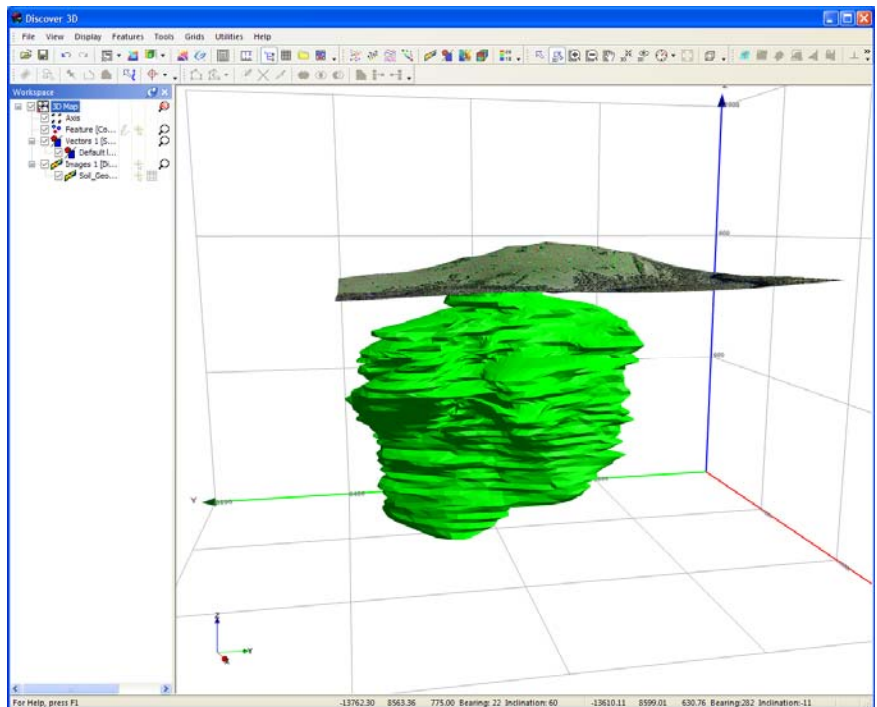 Discover 3D
File View Display Features Tools Grids Utilities Help
Workspace
3D Map
Axis
Feature [Co...
Vectors 1 [S...
Default l...
Images 1 [Di...
Soil_Geo...
Y
Z
Y
For Help, press F1
-13762.30 8563.36 775.00 Bearing: 22 Inclination: 60 -13610.11 8599.01 630.76 Bearing:282 Inclination:-11